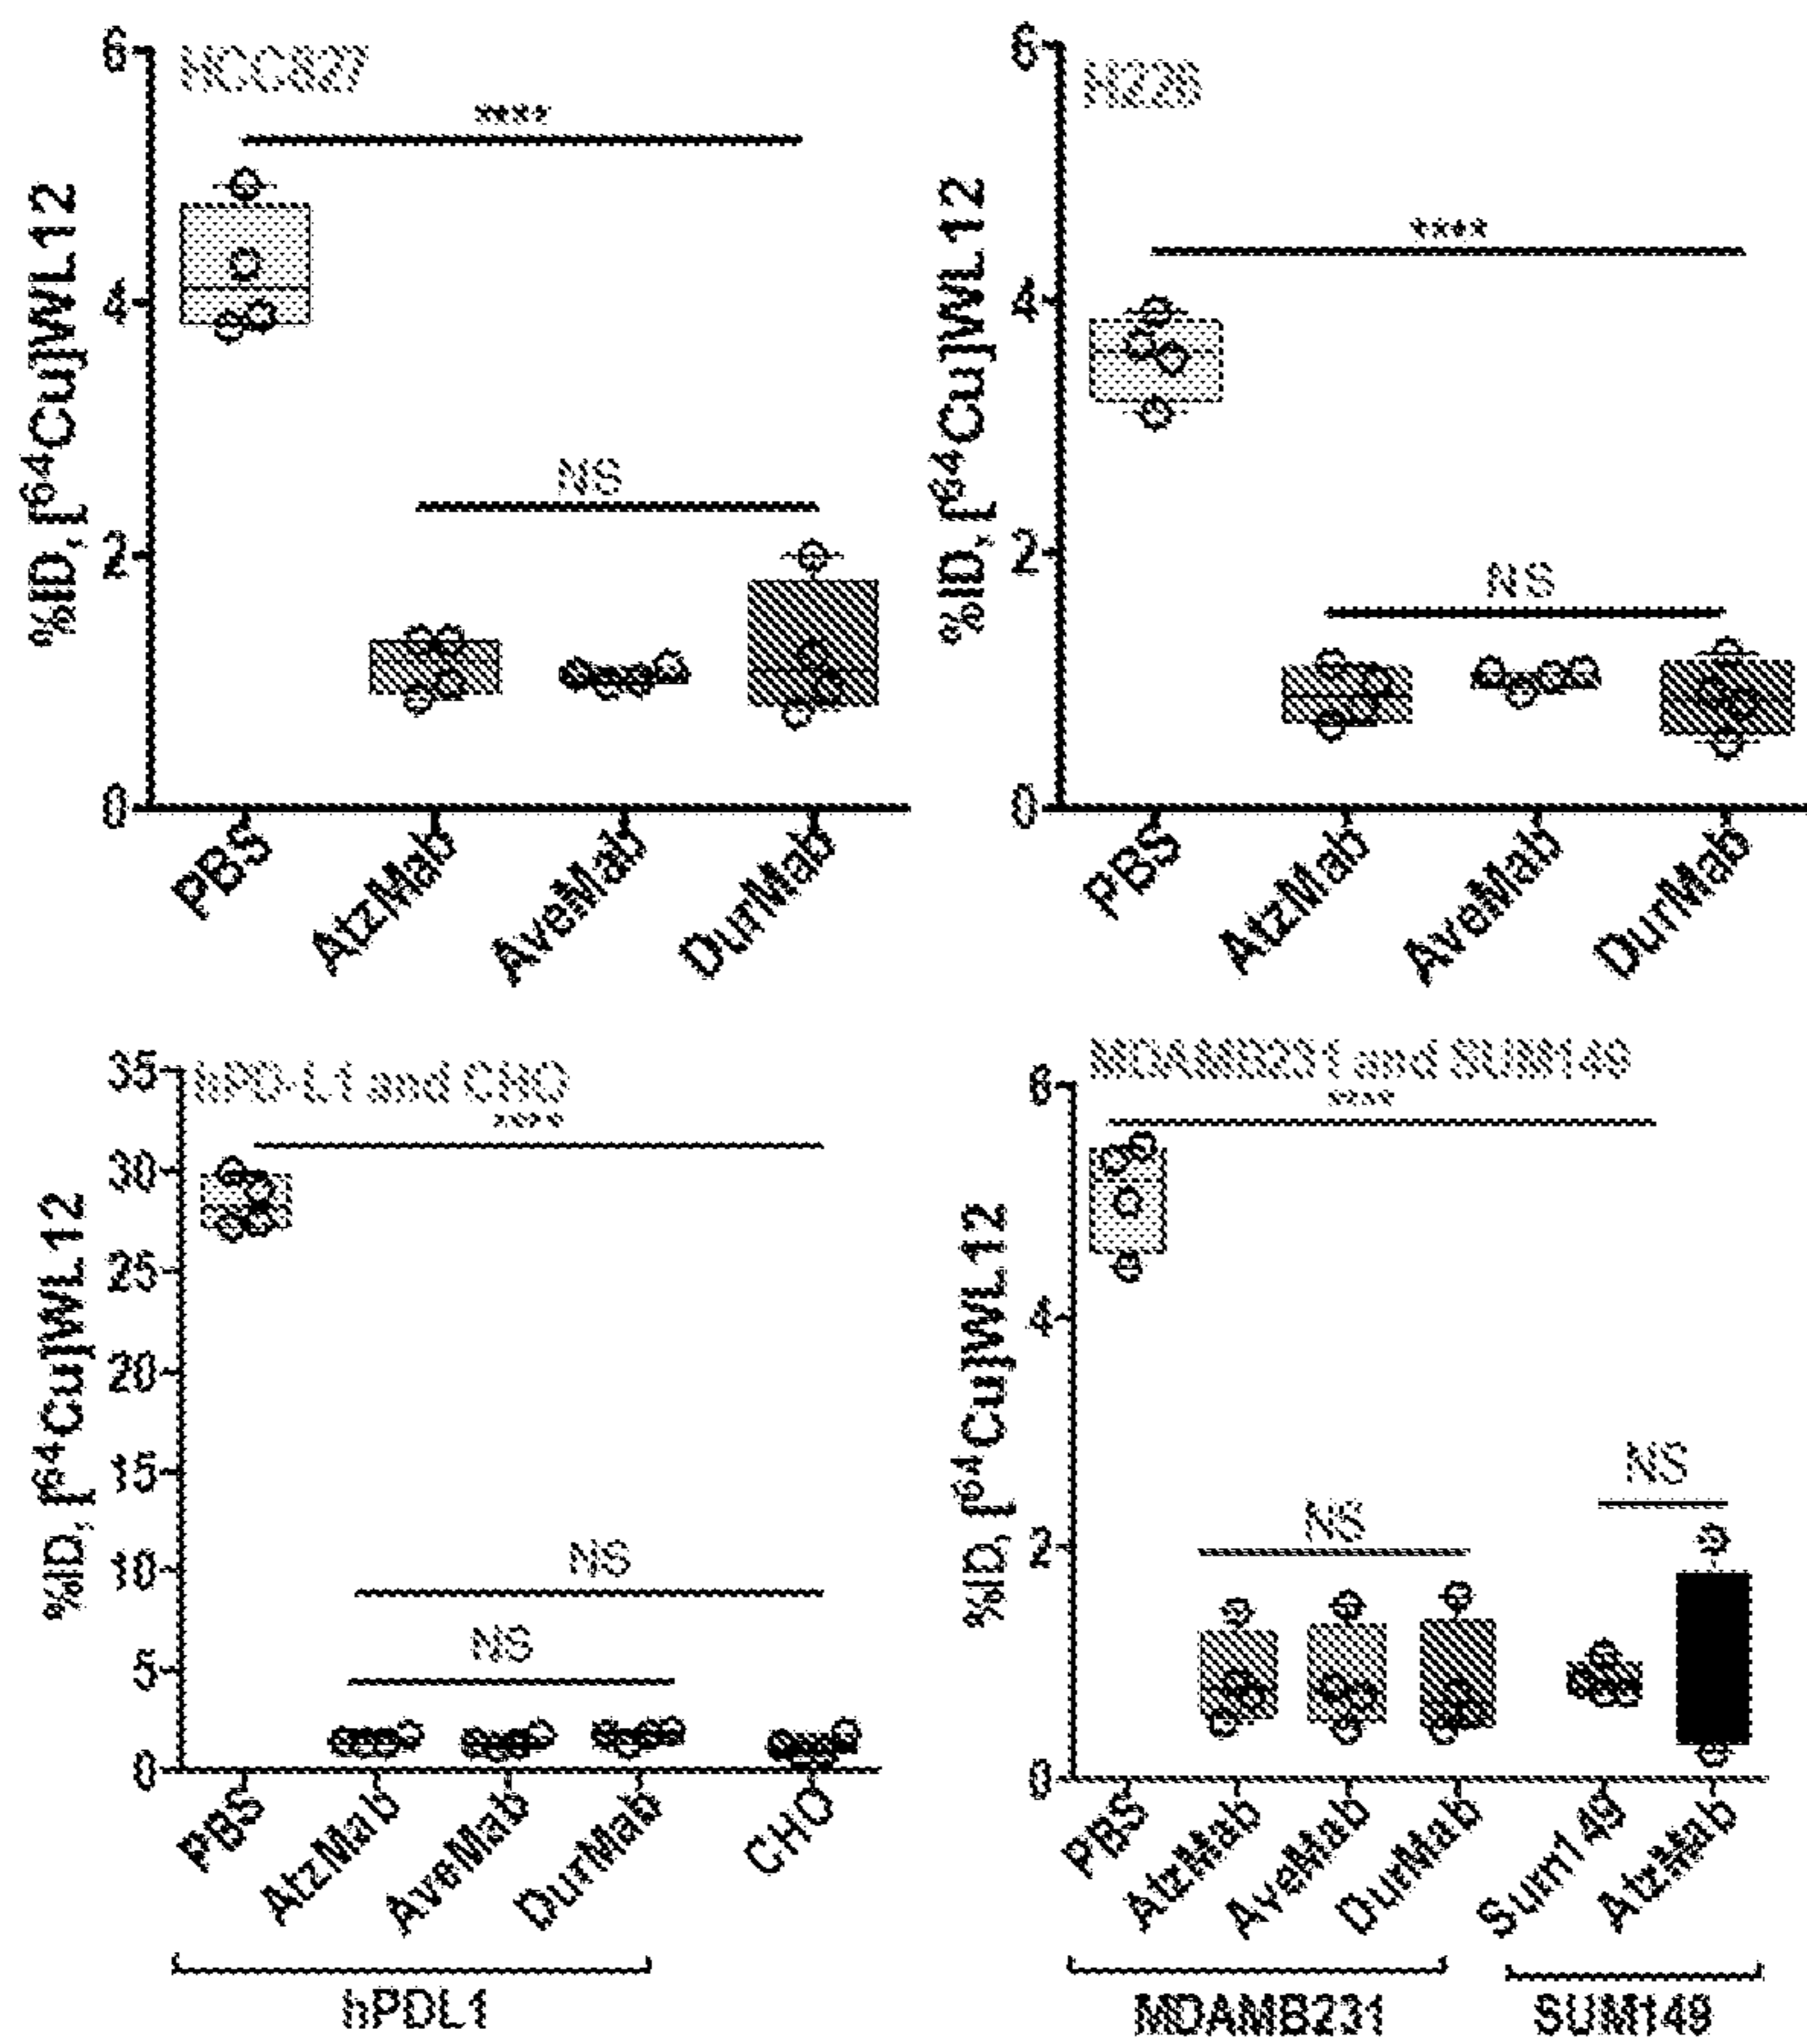 HCC827
****
NS
%ID, [64Cu]WL12
6
4
2
0
PBS
AtzMab
AveMab
DurMab
H226
****
NS
%ID, [64Cu]WL12
6
4
2
0
PBS
AtzMab
AveMab
DurMab
hPD-L1 and CHO
****
NS
NS
%ID, [64Cu]WL12
35
30
25
20
15
10
5
0
PBS
AtzMab
AveMab
DurMab
CHO
hPDL1
MDAMB231 and SUM149
****
NS
NS
%ID, [64Cu]WL12
6
4
2
0
PBS
AtzMab
AveMab
DurMab
Sum149
AtzMab
MDAMB231
SUM149